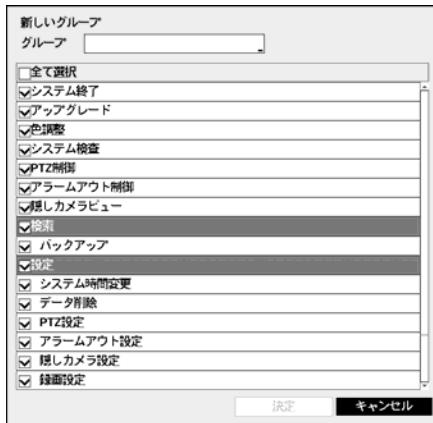 新しいグループ
グループ
全て選択
システム終了
アップグレード
色調整
システム検査
PTZ制御
アラームアウト制御
隠しカメラビュー
検索
バックアップ
設定
システム時間変更
データ削除
PTZ設定
アラームアウト設定
隠しカメラ設定
録画設定
決定 キャンセル